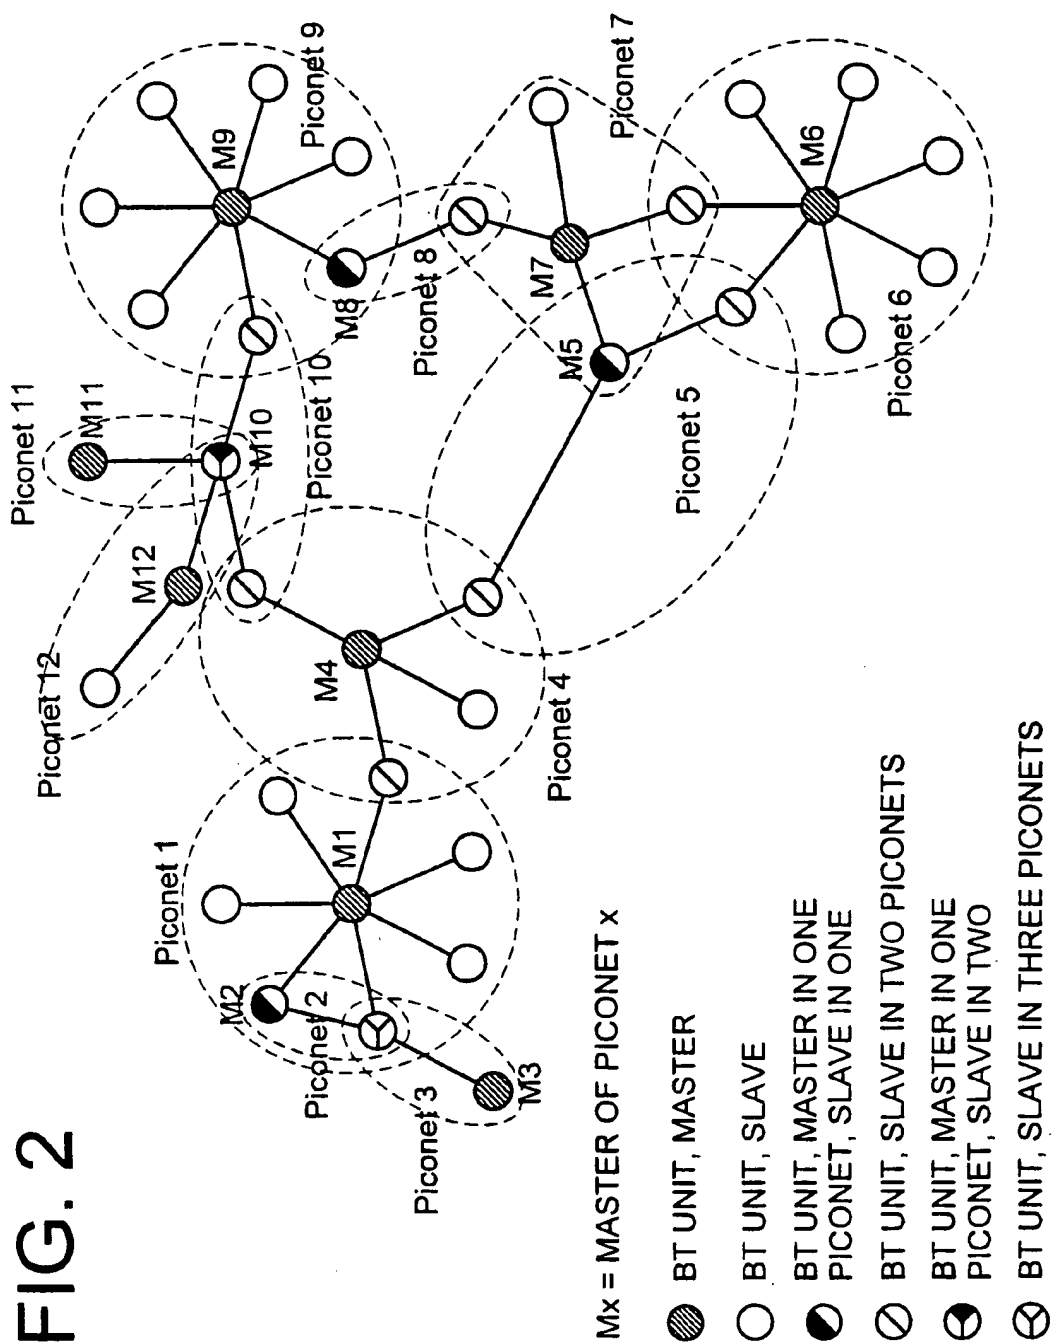 FIG. 2
Piconet 11
M11
Piconet 9
M9
Piconet 12
M12
M10
Piconet 10
M8
Piconet 8
Piconet 7
M7
M4
M5
M6
Piconet 1
M1
Piconet 4
Piconet 5
Piconet 6
M2
Piconet 2
Piconet 3
M3
Mx = MASTER OF PICONET x
BT UNIT, MASTER
BT UNIT, SLAVE
BT UNIT, MASTER IN ONE
PICONET, SLAVE IN ONE
BT UNIT, SLAVE IN TWO PICONETS
BT UNIT, MASTER IN ONE
PICONET, SLAVE IN TWO
BT UNIT, SLAVE IN THREE PICONETS